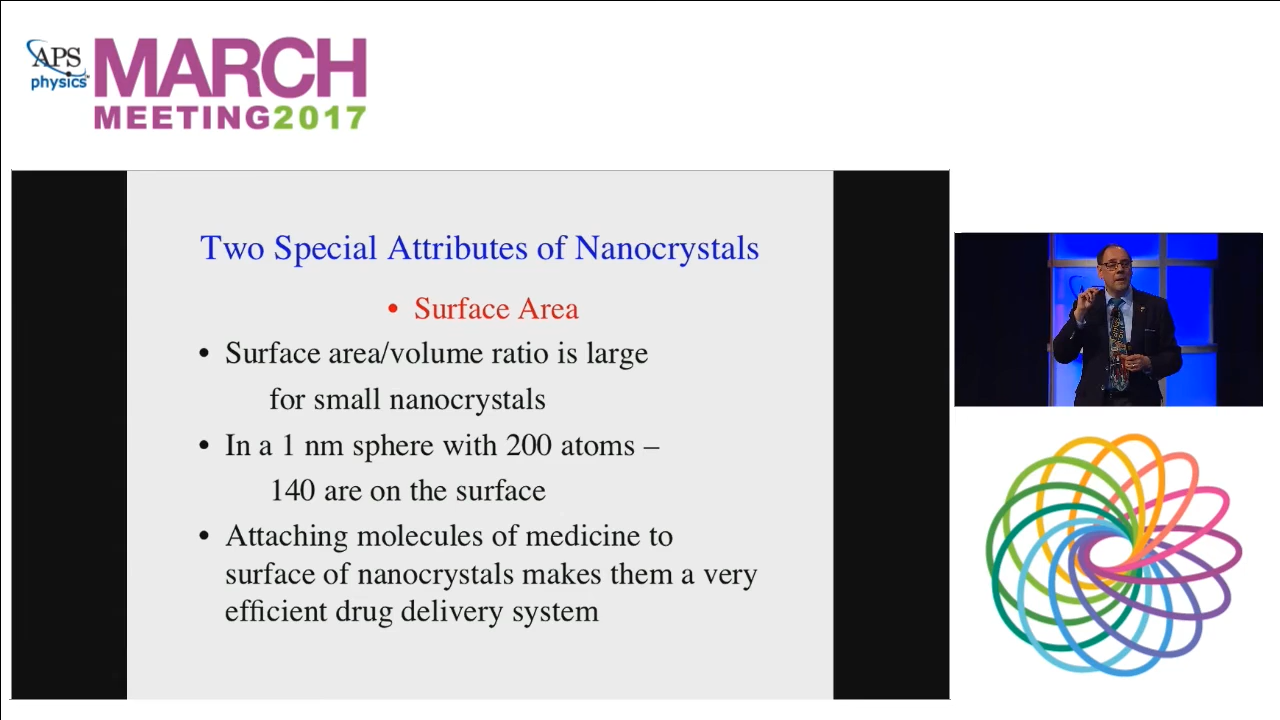 APS
physics
MARCH
MEETING2017
Two Special Attributes of Nanocrystals
• Surface Area
• Surface area/volume ratio is large
for small nanocrystals
• In a 1 nm sphere with 200 atoms –
140 are on the surface
• Attaching molecules of medicine to
surface of nanocrystals makes them a very
efficient drug delivery system